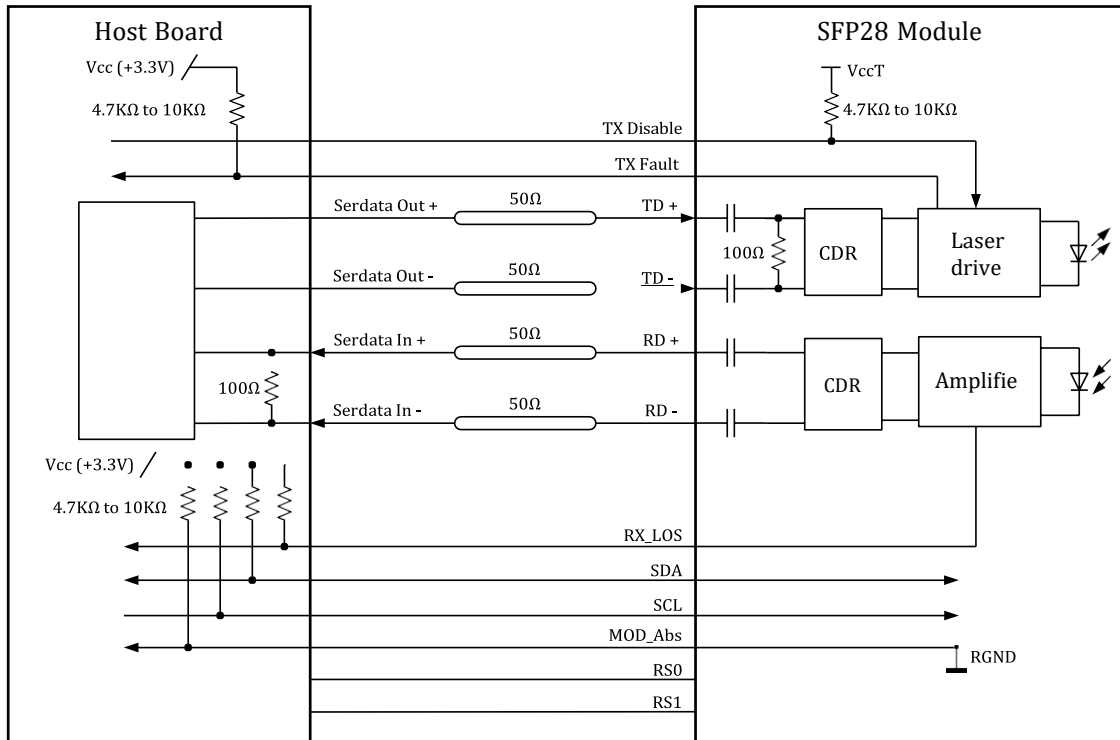 Host Board
SFP28 Module
Vcc (+3.3V)
VccT
4.7KΩ to 10KΩ
4.7KΩ to 10KΩ
TX Disable
TX Fault
Serdata Out +
50Ω
TD +
100Ω
CDR
Laser
drive
Serdata Out -
50Ω
TD -
Serdata In +
50Ω
RD +
100Ω
CDR
Amplifie
Serdata In -
50Ω
RD -
Vcc (+3.3V)
4.7KΩ to 10KΩ
RX_LOS
SDA
SCL
MOD_Abs
RGND
RS0
RS1